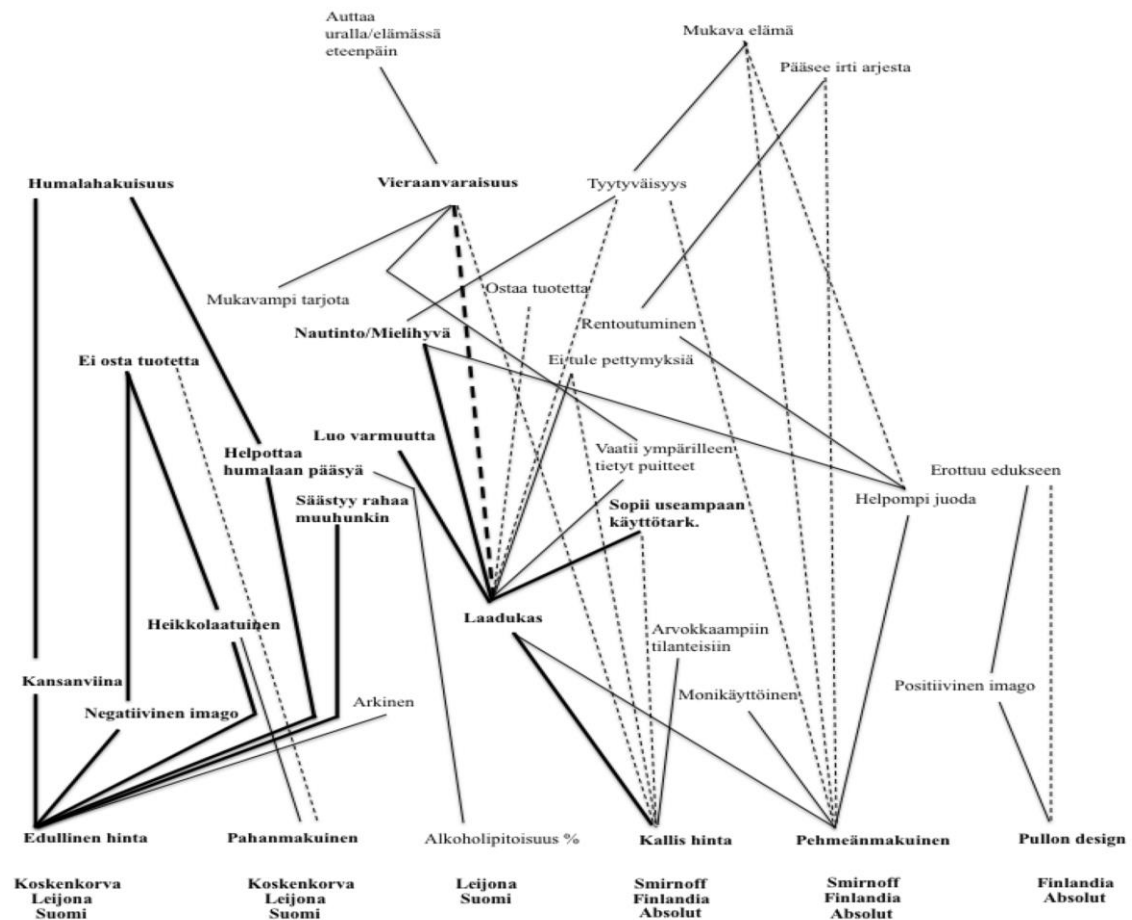 Auttaa
uralla/elämässä
eteenpäin
Mukava elämä
Pääsee irti arjesta
Humalahakuisuus
Vieraanvaraisuus
Tyytyväisyys
Mukavampi tarjota
Ostaa tuotetta
Rentoutuminen
Nautinto/Mielihyvä
Ei osta tuotetta
Ei tule pettymyksiä
Luo varmuutta
Helpottaa
humalaan pääsyä
Vaatii ympärilleen
tietyt puitteet
Erottuu edukseen
Helpompi juoda
Säästyy rahaa
muuhunkin
Sopii useampaan
käyttötark.
Heikkolaatuinen
Laadukas
Arvokkaampiin
tilanteisiin
Kansanviina
Negatiivinen imago
Arkinen
Monikäyttöinen
Positiivinen imago
Edullinen hinta
Pahanmakuinen
Alkoholipitoisuus %
Kallis hinta
Pehmeänmakuinen
Pullon design
Koskenkorva
Leijona
Suomi
Koskenkorva
Leijona
Suomi
Leijona
Suomi
Smirnoff
Finlandia
Absolut
Smirnoff
Finlandia
Absolut
Finlandia
Absolut